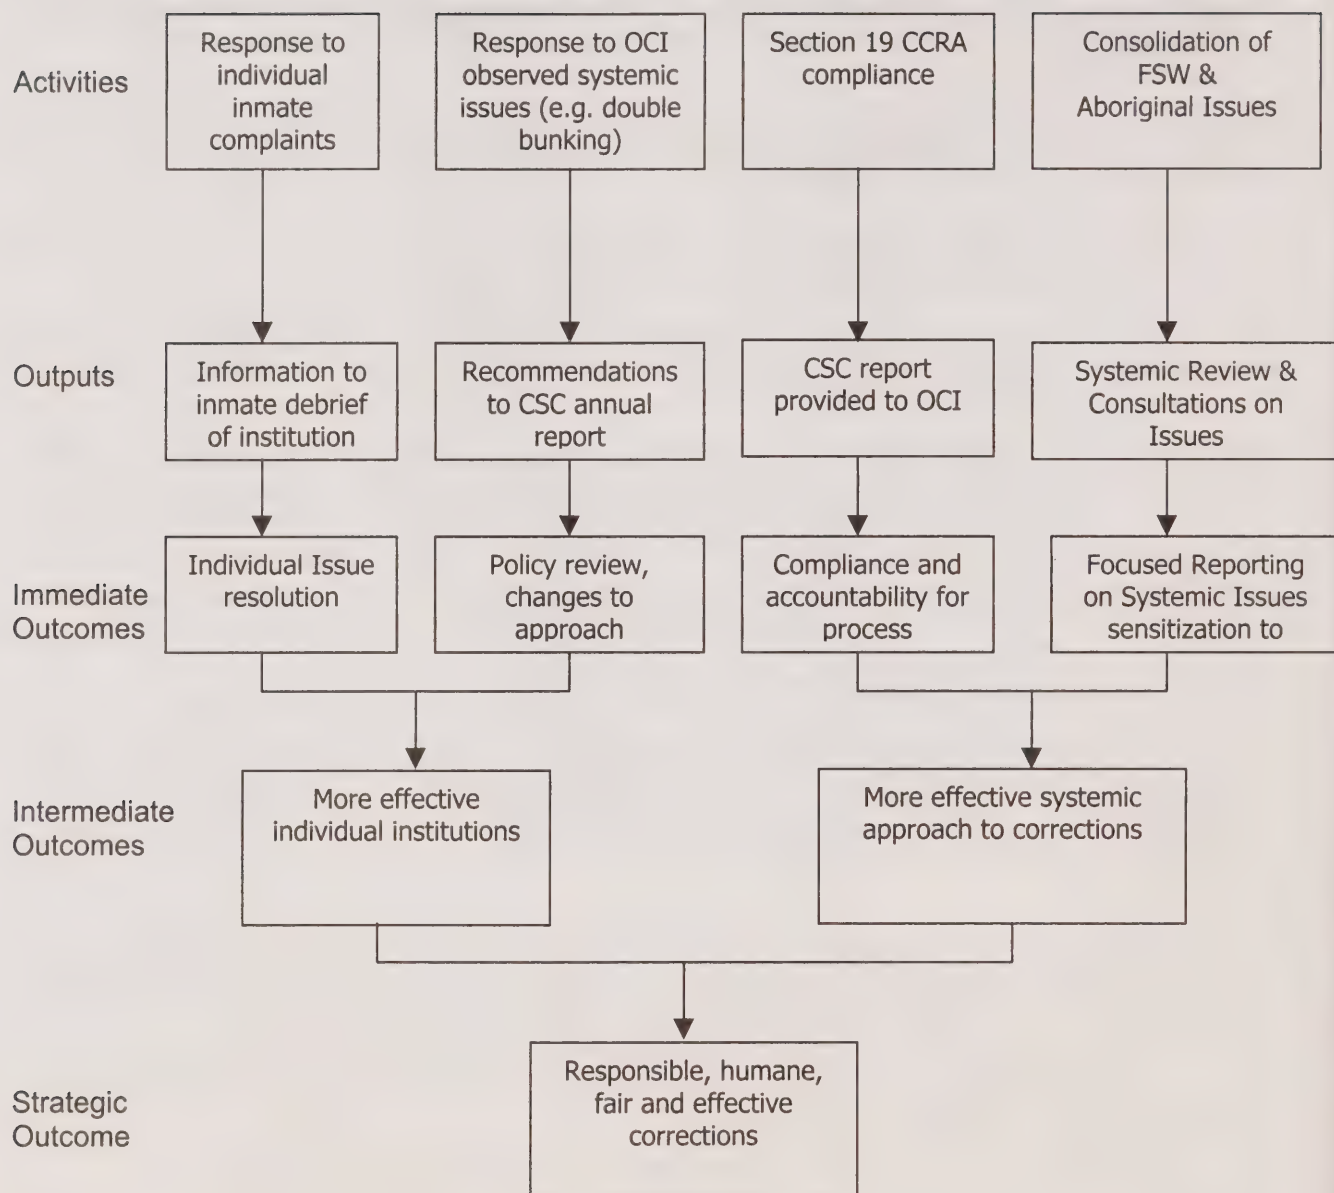 Activities
Response to
individual
inmate
complaints
Response to OCI
observed systemic
issues (e.g. double
bunking)
Section 19 CCRA
compliance
Consolidation of
FSW &
Aboriginal Issues
Outputs
Information to
inmate debrief
of institution
Recommendations
to CSC annual
report
CSC report
provided to OCI
Systemic Review &
Consultations on
Issues
Immediate
Outcomes
Individual Issue
resolution
Policy review,
changes to
approach
Compliance and
accountability for
process
Focused Reporting
on Systemic Issues
sensitization to
Intermediate
Outcomes
More effective
individual institutions
More effective systemic
approach to corrections
Strategic
Outcome
Responsible, humane,
fair and effective
corrections